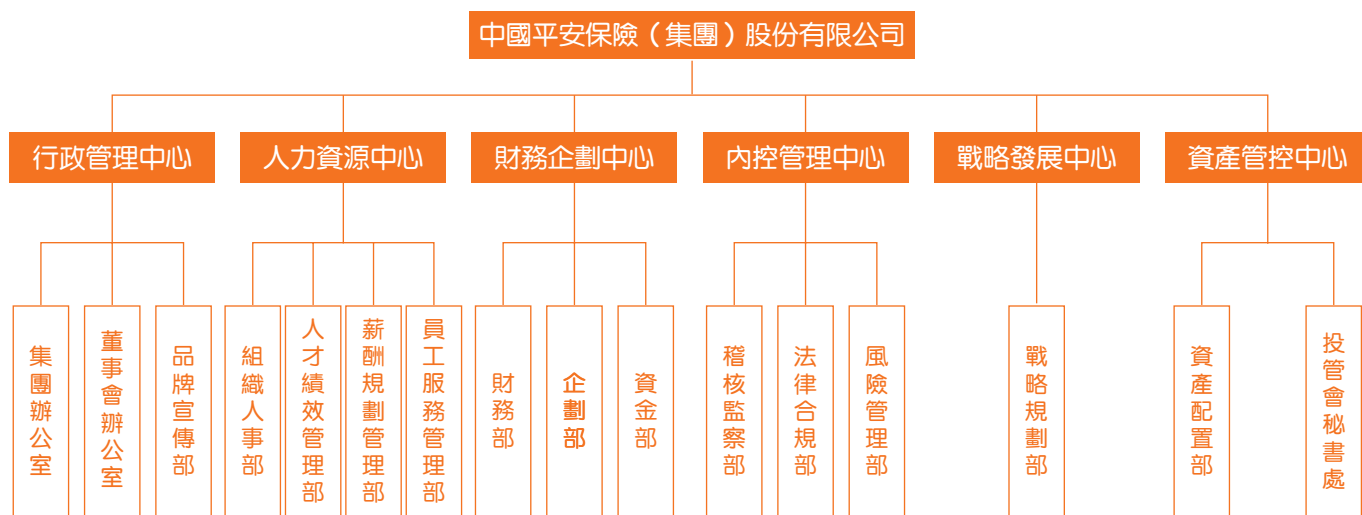 中國平安保險（集團）股份有限公司
行政管理中心
人力資源中心
財務企劃中心
內控管理中心
戰略發展中心
資產管控中心
集團辦公室
董事會辦公室
品牌宣傳部
組織人事部
人才績效管理部
薪酬規劃管理部
員工服務管理部
財務部
企劃部
資金部
稽核監察部
法律合規部
風險管理部
戰略規劃部
資產配置部
投管會秘書處